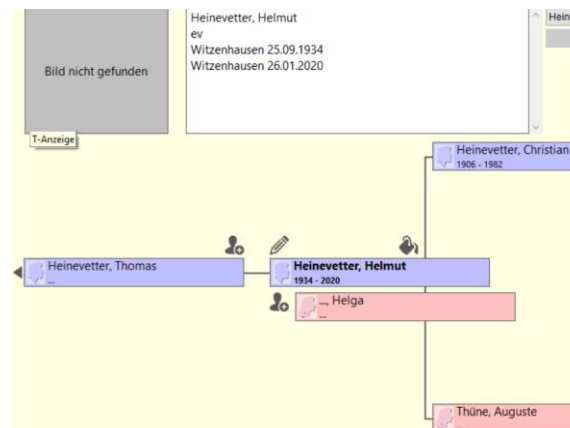 Heinevetter, Helmut
ev
Witzenhausen 25.09.1934
Witzenhausen 26.01.2020
Hein
Bild nicht gefunden
T-Anzeige
Heinevetter, Christian
1906 - 1982
Heinevetter, Thomas
...
Heinevetter, Helmut
1934 - 2020
..., Helga
...
Thüne, Auguste